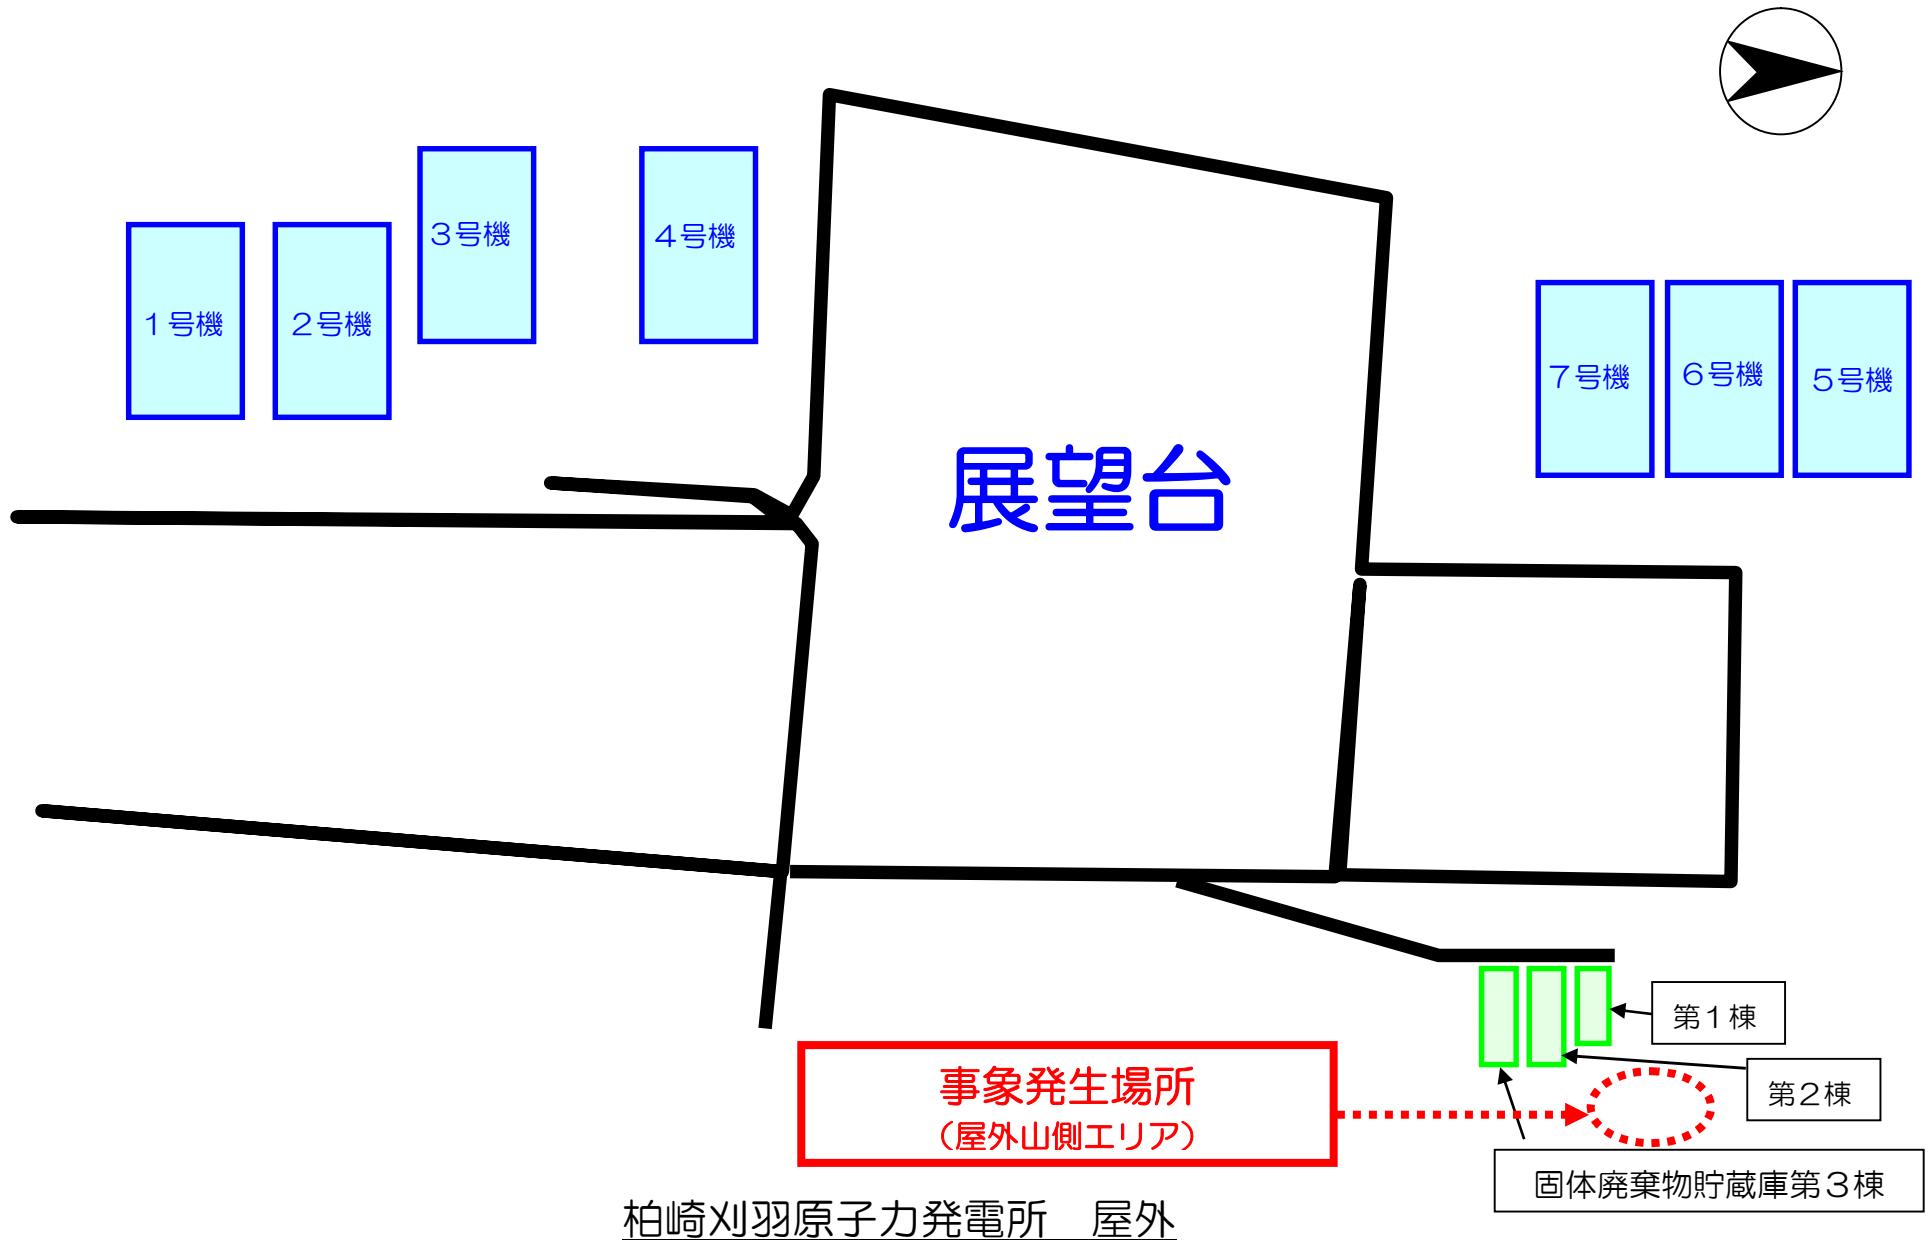 3号機
4号機
1号機
2号機
7号機
6号機
5号機
展望台
第1棟
事象発生場所
(屋外山側エリア)
第2棟
固体廃棄物貯蔵庫第3棟
柏崎刈羽原子力発電所　屋外